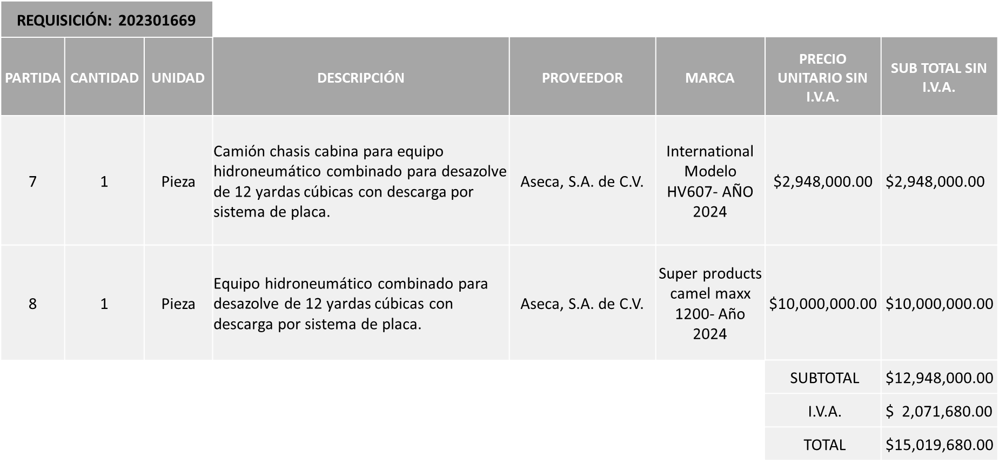 REQUISICIÓN: 202301669
PARTIDA CANTIDAD UNIDAD DESCRIPCIÓN PROVEEDOR MARCA
PRECIO
UNITARIO SIN
I.V.A.
SUB TOTAL SIN
I.V.A.
7
1
Pieza
Camión chasis cabina para equipo
hidroneumático combinado para desazolve
de 12 yardas cúbicas con descarga por
sistema de placa.
Aseca, S.A. de C.V.
International
Modelo
HV607- AÑO
2024
$2,948,000.00
$2,948,000.00
8
1
Pieza
Equipo hidroneumático combinado para
desazolve de 12 yardas cúbicas con
descarga por sistema de placa.
Aseca, S.A. de C.V.
Super products
camel maxx
1200- Año
2024
$10,000,000.00
$10,000,000.00
SUBTOTAL $12,948,000.00
I.V.A. $ 2,071,680.00
TOTAL $15,019,680.00